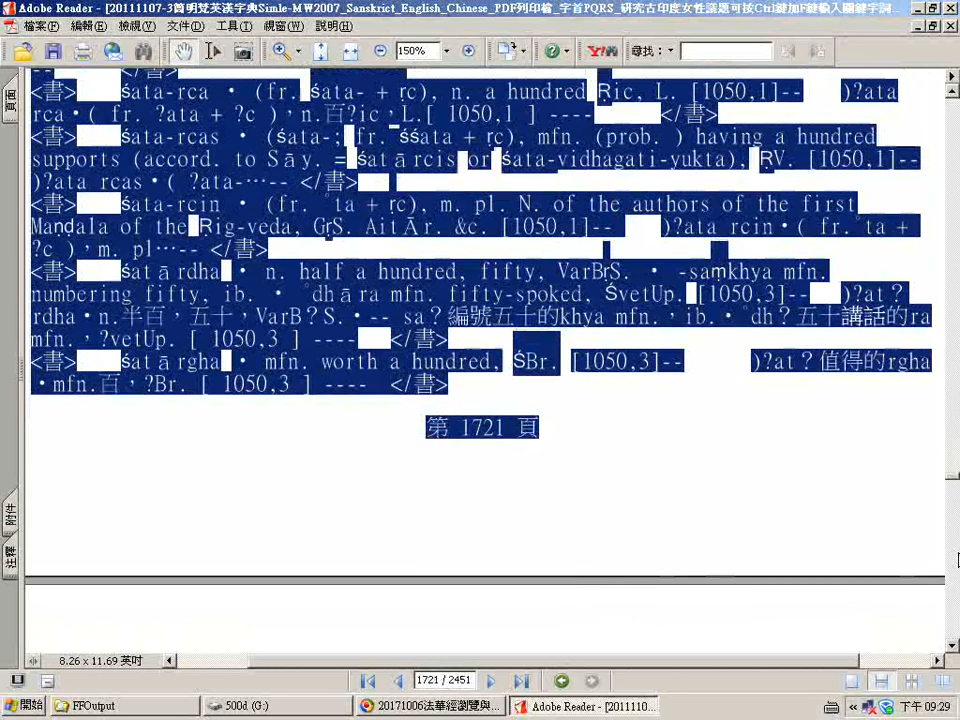 Adobe Reader - [20111107-3簡明梵英漢字典Simle-MW2007_Sanskrict_English_Chinese_PDF列印檔_字首PQRS_研究古印度女性議題可按Ctrl鍵加F鍵輸入關鍵字詞...
檔案(F) 編輯(E) 檢視(V) 文件(D) 工具(T) 視窗(W) 說明(H)
150% Y! 尋找:
頁面
<書> śata-rca ‧ (fr. śata- + ṛc), n. a hundred Ṛic, L. [1050,1]-- )?ata
rca‧( fr. ?ata + ?c ), n.百?ic，L.[ 1050,1 ] ---- </書>
<書> śata-rcas ‧ (śata-; fr. śśata + ṛc), mfn. (prob. ) having a hundred
supports (accord. to Sāy. = śatārcis or śata-vidhagati-yukta), ṚV. [1050,1]--
)?ata rcas‧( ?ata-…-- </書>
<書> śata-rcin ‧ (fr. °ta + ṛc), m. pl. N. of the authors of the first
Maṇḍala of the Ṛig-veda, GṛS. AitĀr. &c. [1050,1]-- )?ata rcin‧( fr.°ta +
?c )，m. pl…-- </書>
<書> śatārdha ‧ n. half a hundred, fifty, VarBṛS. ‧ -saṃkhya mfn.
numbering fifty, ib. ‧ °dhāra mfn. fifty-spoked, ŚvetUp. [1050,3]-- )?at？
rdha‧n.半百，五十，VarB？S.‧-- sa？編號五十的khya mfn.，ib.‧°dh？五十講話的ra
mfn.，?vetUp. [ 1050,3 ] ---- </書>
<書> śatārgha ‧ mfn. worth a hundred, ŚBr. [1050,3]-- )?at？值得的rgha
‧mfn.百，?Br. [ 1050,3 ] ---- </書>
第 1721 頁
附件
注釋
8.26 x 11.69 英吋
1721 / 2451
開始 FFOutput 500d (G:) 20171006法華經瀏覽與... Adobe Reader - [2011110... 下午 09:29